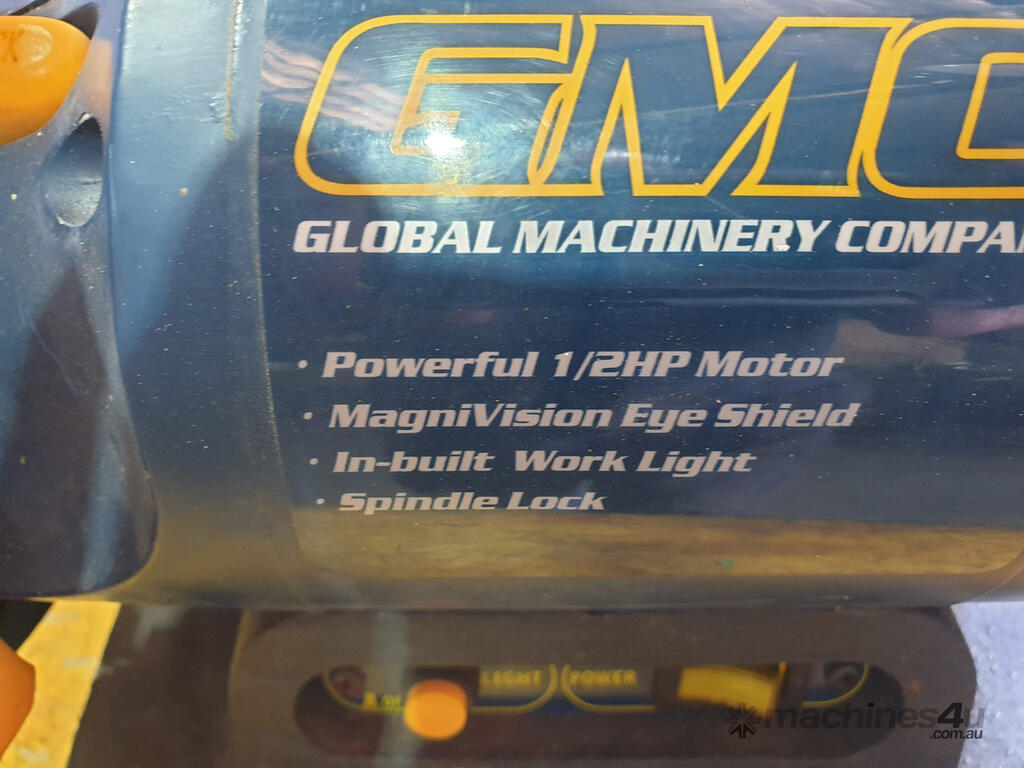 GMC
GLOBAL MACHINERY COMPA
• Powerful 1/2HP Motor
• MagniVision Eye Shield
• In-built Work Light
• Spindle Lock
LIGHT POWER
machines4u
.com.au